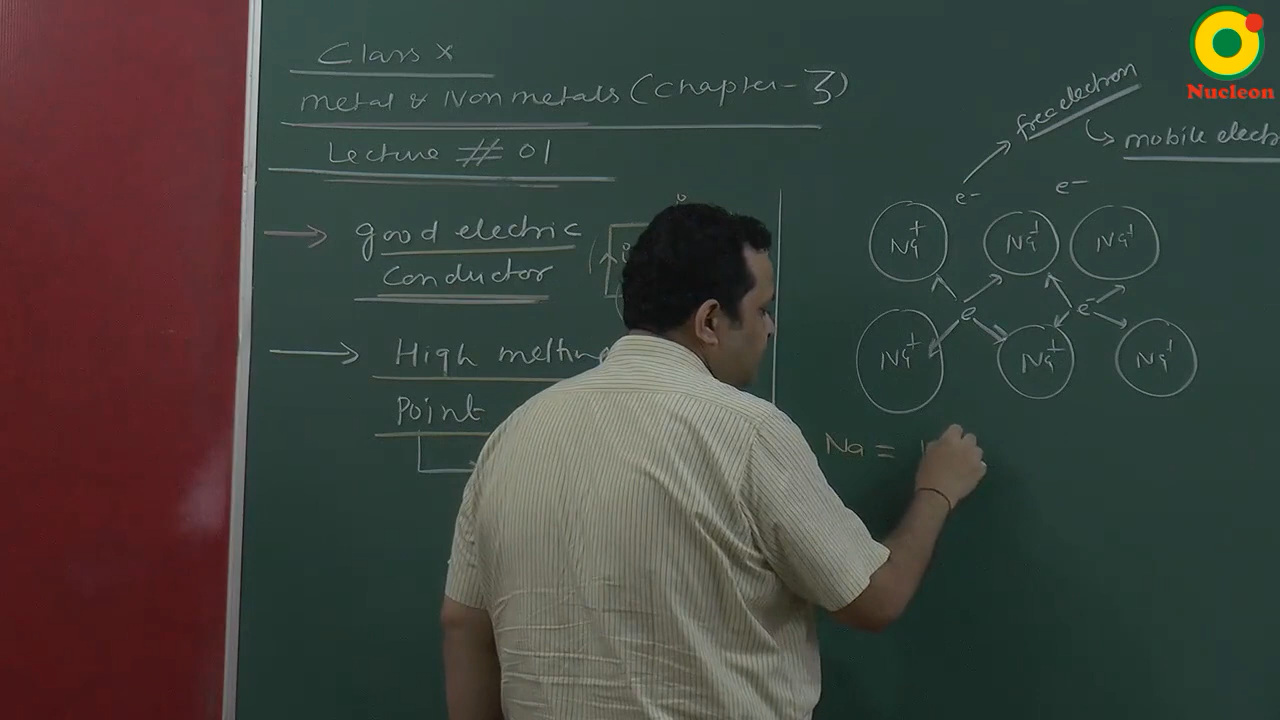 Class X
Metal & Non metals (Chapter - 3)
Lecture # 01
good electric
Conductor
High melting
Point
free electron
mobile electr
e- e-
Na+ Na+ Na+
e- e-
Na+ Na+ Na+
Na =
Nucleon